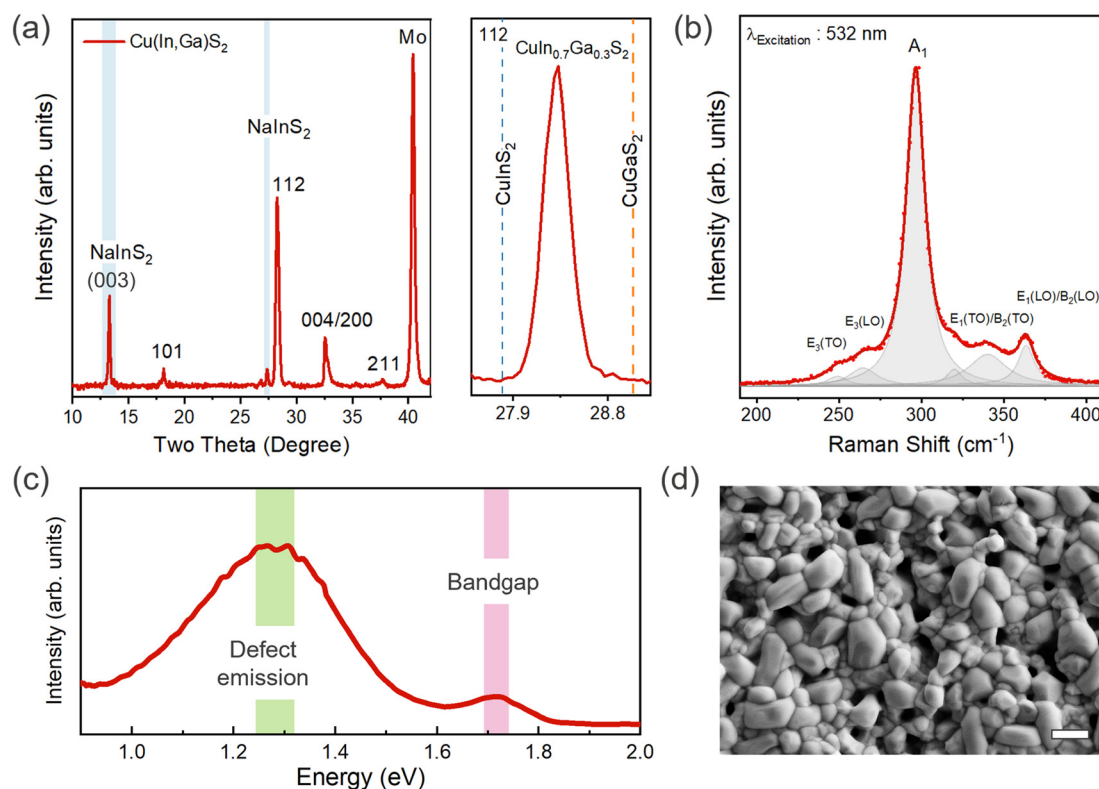 (a)
Intensity (arb. units)
Cu(In,Ga)S₂
NaInS₂
(003)
101
NaInS₂
112
004/200
211
Mo
10 15 20 25 30 35 40
Two Theta (Degree)
112
CuIn₀.₇Ga₀.₃S₂
CuInS₂
CuGaS₂
27.9 28.8
(b)
Intensity (arb. units)
λExcitation : 532 nm
A₁
E₃(TO)
E₃(LO)
E₁(TO)/B₂(TO)
E₁(LO)/B₂(LO)
200 250 300 350 400
Raman Shift (cm⁻¹)
(c)
Intensity (arb. units)
Defect
emission
Bandgap
1.0 1.2 1.4 1.6 1.8 2.0
Energy (eV)
(d)